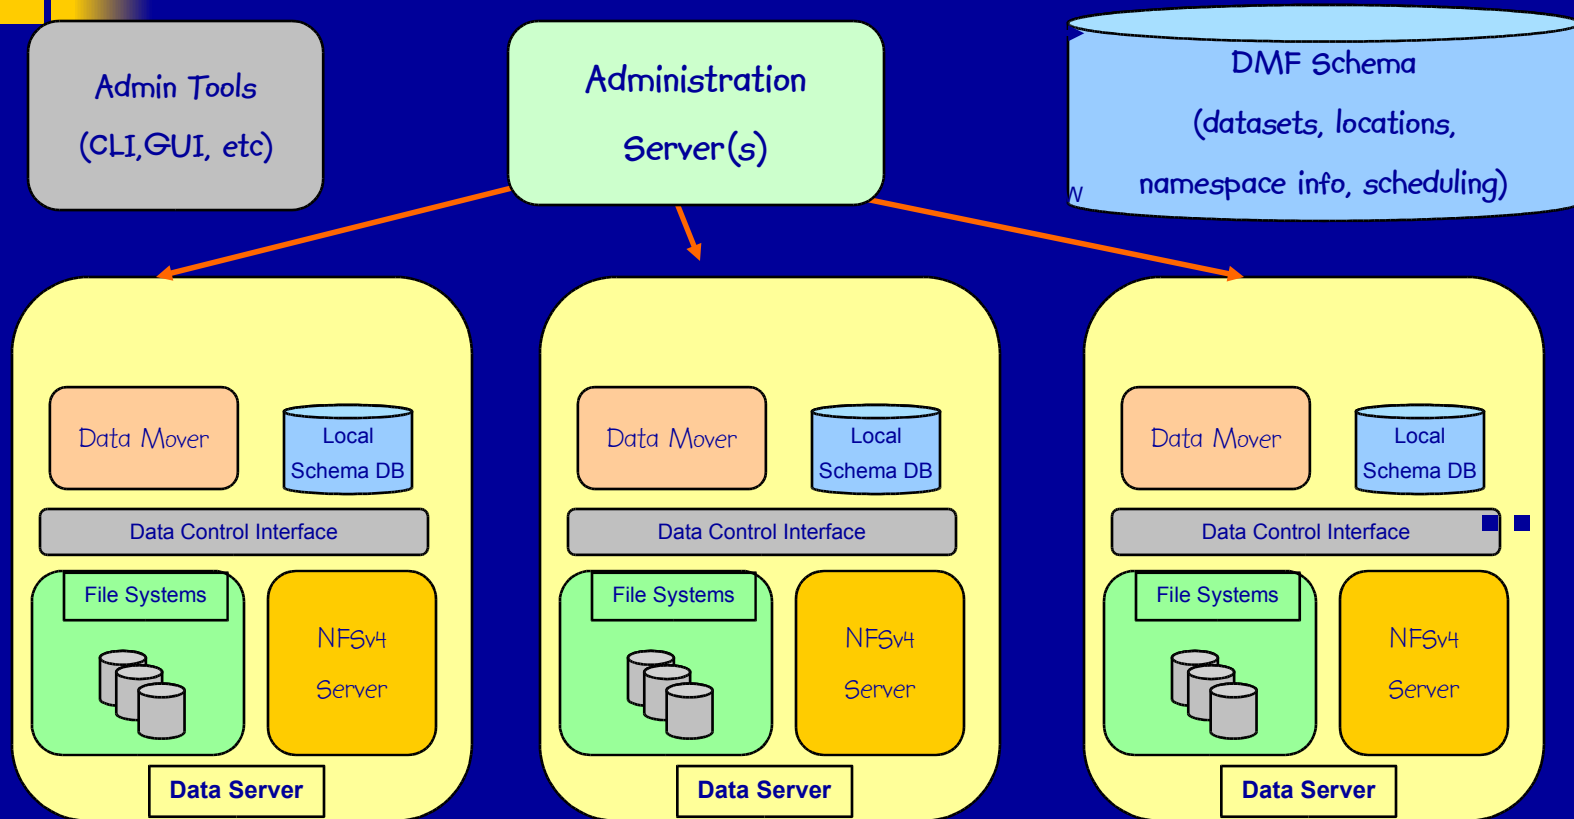 Admin Tools
(CLI,GUI, etc)
Administration
Server(s)
DMF Schema
(datasets, locations,
namespace info, scheduling)
W
Data Mover
Local
Schema DB
Data Control Interface
File Systems
NFSv4
Server
Data Server
Data Mover
Local
Schema DB
Data Control Interface
File Systems
NFSv4
Server
Data Server
Data Mover
Local
Schema DB
Data Control Interface
File Systems
NFSv4
Server
Data Server